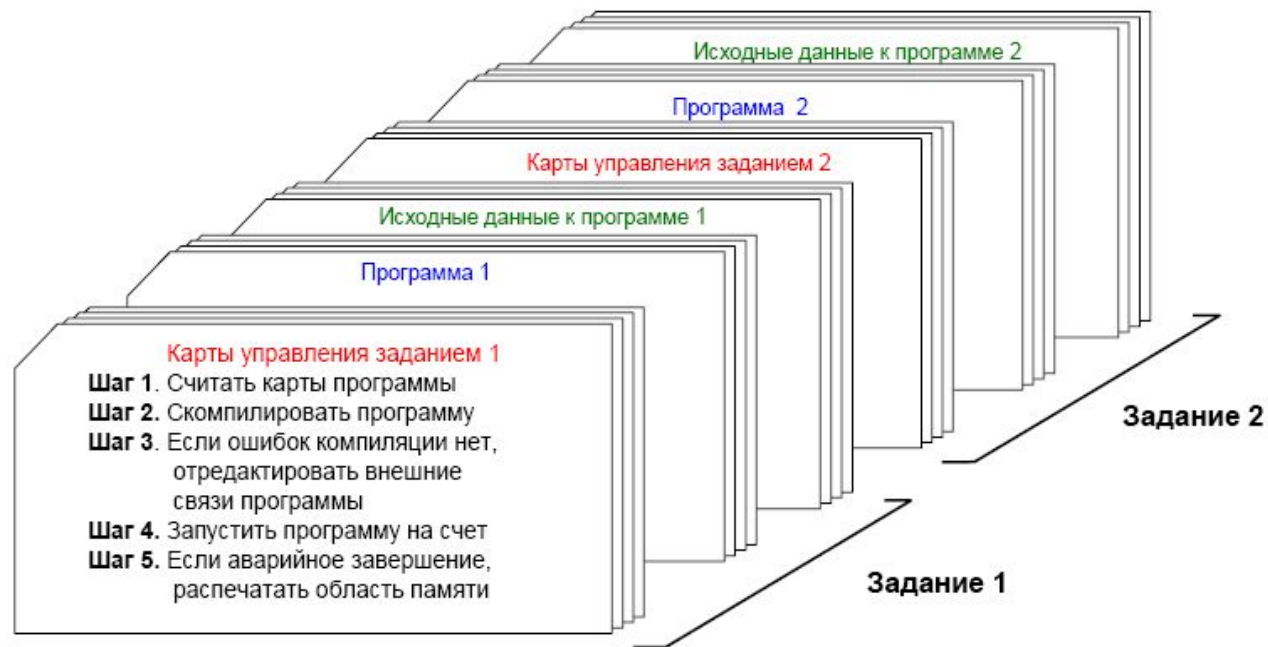 Исходные данные к программе 2
Программа 2
Карты управления заданием 2
Исходные данные к программе 1
Программа 1
Карты управления заданием 1
Шаг 1. Считать карты программы
Шаг 2. Скомпилировать программу
Шаг 3. Если ошибок компиляции нет,
отредактировать внешние
связи программы
Шаг 4. Запустить программу на счет
Шаг 5. Если аварийное завершение,
распечатать область памяти
Задание 2
Задание 1